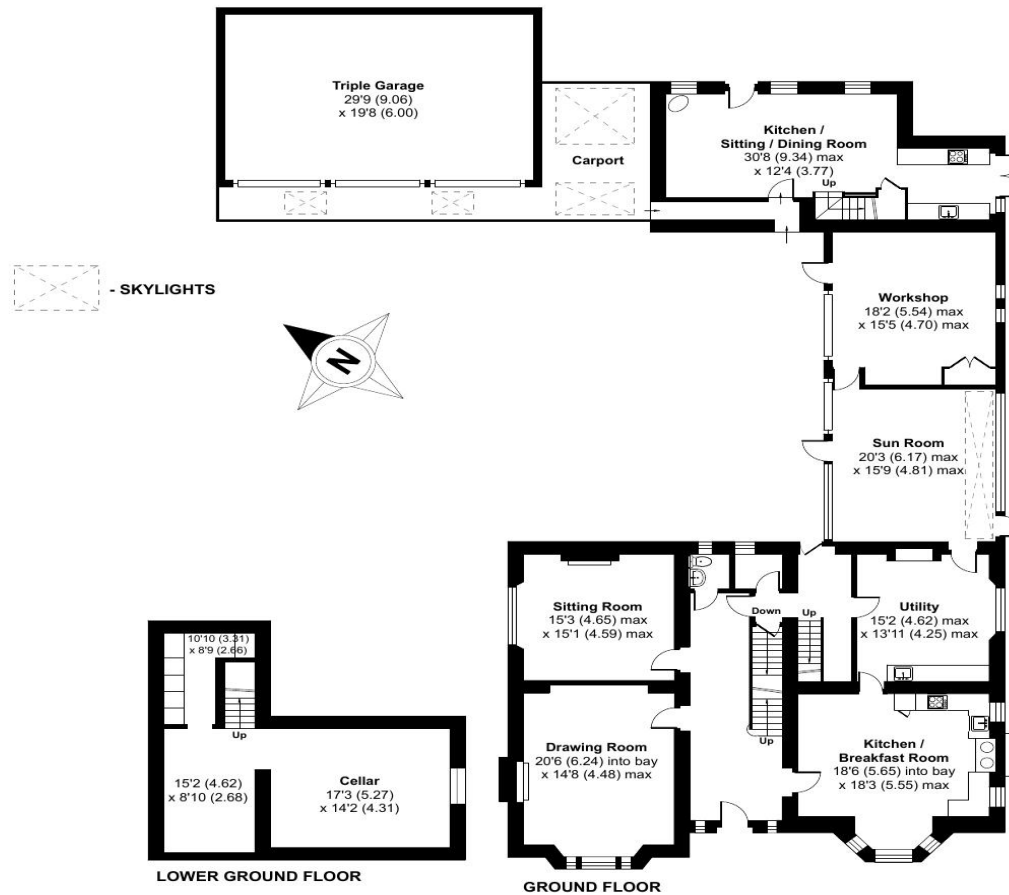 Triple Garage
29'9 (9.06)
x 19'8 (6.00)
Carport
Kitchen /
Sitting / Dining Room
30'8 (9.34) max
x 12'4 (3.77)
Up
- SKYLIGHTS
N
Workshop
18'2 (5.54) max
x 15'5 (4.70) max
Sun Room
20'3 (6.17) max
x 15'9 (4.81) max
Sitting Room
15'3 (4.65) max
x 15'1 (4.59) max
Down
Up
Utility
15'2 (4.62) max
x 13'11 (4.25) max
Drawing Room
20'6 (6.24) into bay
x 14'8 (4.48) max
Up
Kitchen /
Breakfast Room
18'6 (5.65) into bay
x 18'3 (5.55) max
10'10 (3.31)
x 8'9 (2.66)
Up
15'2 (4.62)
x 8'10 (2.68)
Cellar
17'3 (5.27)
x 14'2 (4.31)
LOWER GROUND FLOOR
GROUND FLOOR